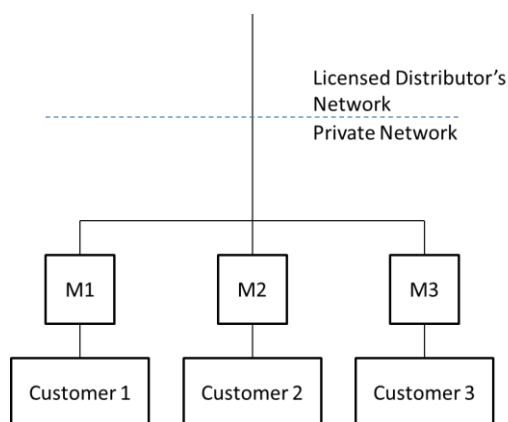 Licensed Distributor's
Network
Private Network
M1 M2 M3
Customer 1 Customer 2 Customer 3